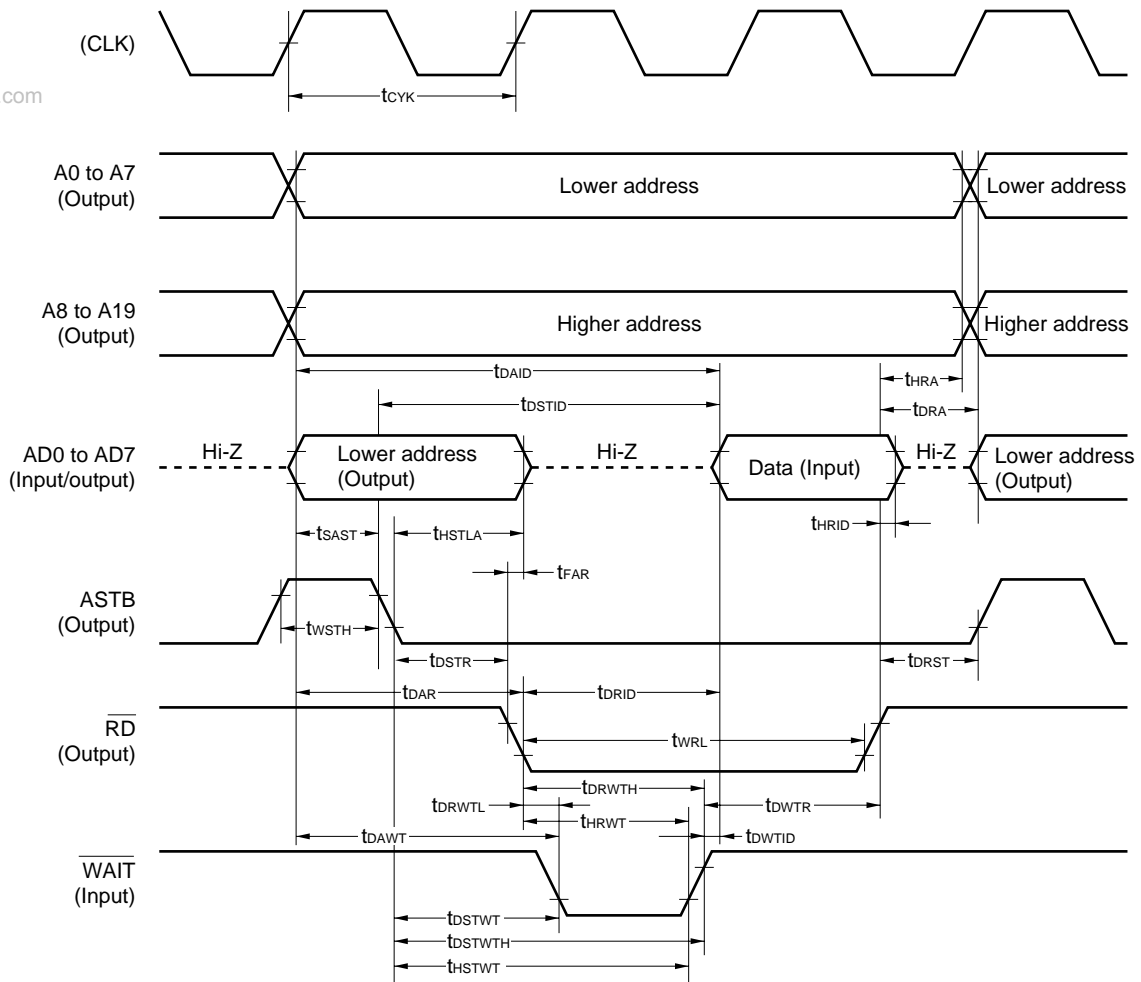 (CLK)
com
tCYK
A0 to A7
(Output)
Lower address
Lower address
A8 to A19
(Output)
Higher address
Higher address
tDAID
tHRA
tDSTID
tDRA
AD0 to AD7
(Input/output)
Hi-Z
Lower address
(Output)
Hi-Z
Data (Input)
Hi-Z
Lower address
(Output)
tSAST
tHSTLA
tHRID
tFAR
ASTB
(Output)
tWSTH
tDSTR
tDRST
tDAR
tDRID
RD
(Output)
tWRL
tDRWTH
tDRWTL
tDWTR
tHRWT
tDAWT
tDWTID
WAIT
(Input)
tDSTWT
tDSTWTH
tHSTWT